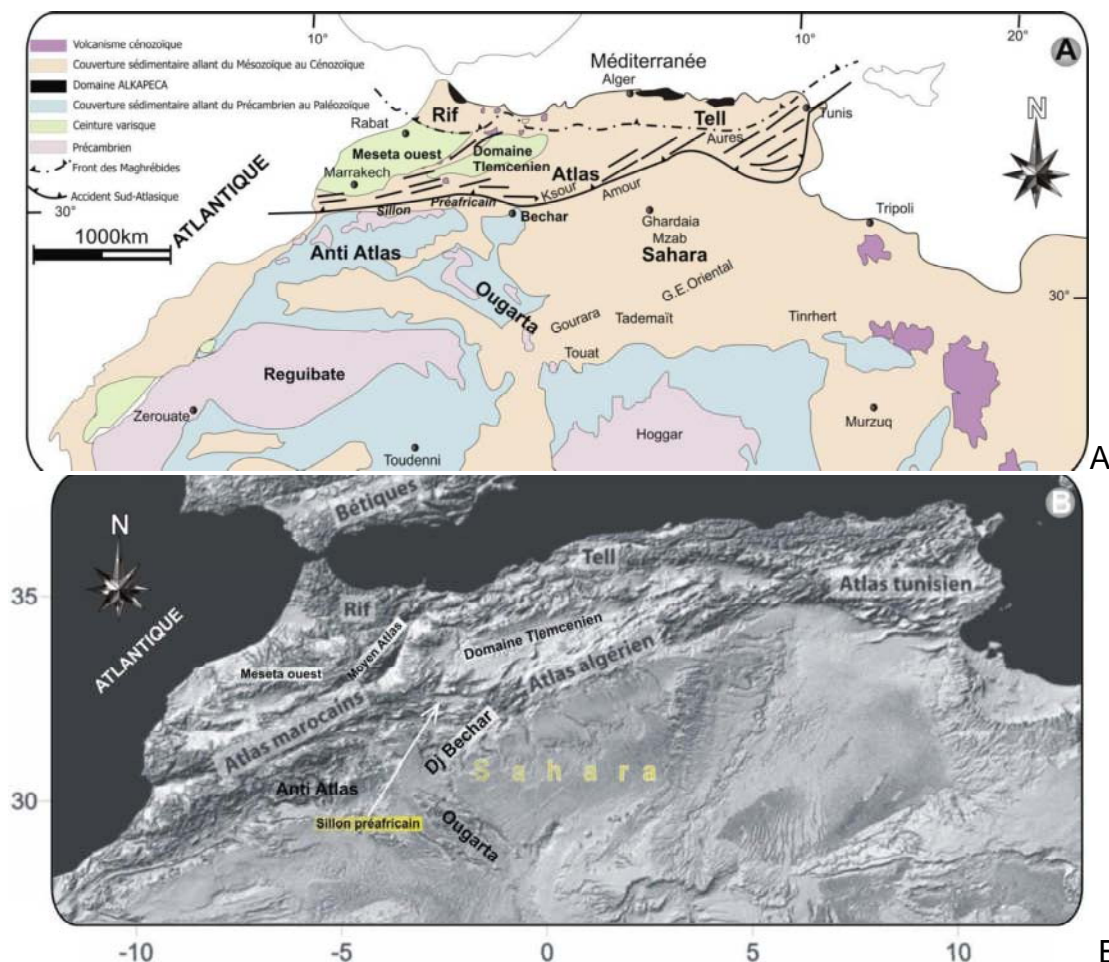 10°
10°
20°
A
Volcanisme cénozoïque
Couverture sédimentaire allant du Mésozoïque au Cénozoïque
Domaine ALKAPECA
Couverture sédimentaire allant du Précambrien au Paléozoïque
Ceinture varisque
Précambrien
Front des Maghrébides
Accident Sud-Atlasique
30°
1000km
ATLANTIQUE
Méditerranée
Alger
Rif
Tell
Tunis
Rabat
Aures
Meseta ouest
Domaine
Tlemcenien
N
Marrakech
Atlas
Ksour
Amour
Sillon
Préafricain
Bechar
Ghardaia
Mzab
Tripoli
Anti Atlas
Sahara
30°
Ougarta
G.E.Oriental
Gourara
Tademaït
Tinrhert
Touat
Reguibate
Zerouate
Hoggar
Murzuq
Toudenni
A
B
N
Bétiques
Tell
35
Atlas tunisien
Rif
ATLANTIQUE
Moyen Atlas
Domaine Tlemcenien
Meseta ouest
Atlas algérien
Atlas marocains
Dj Bechar
Sahara
Anti Atlas
30
Sillon préafricain
Ougarta
-10
-5
0
5
10